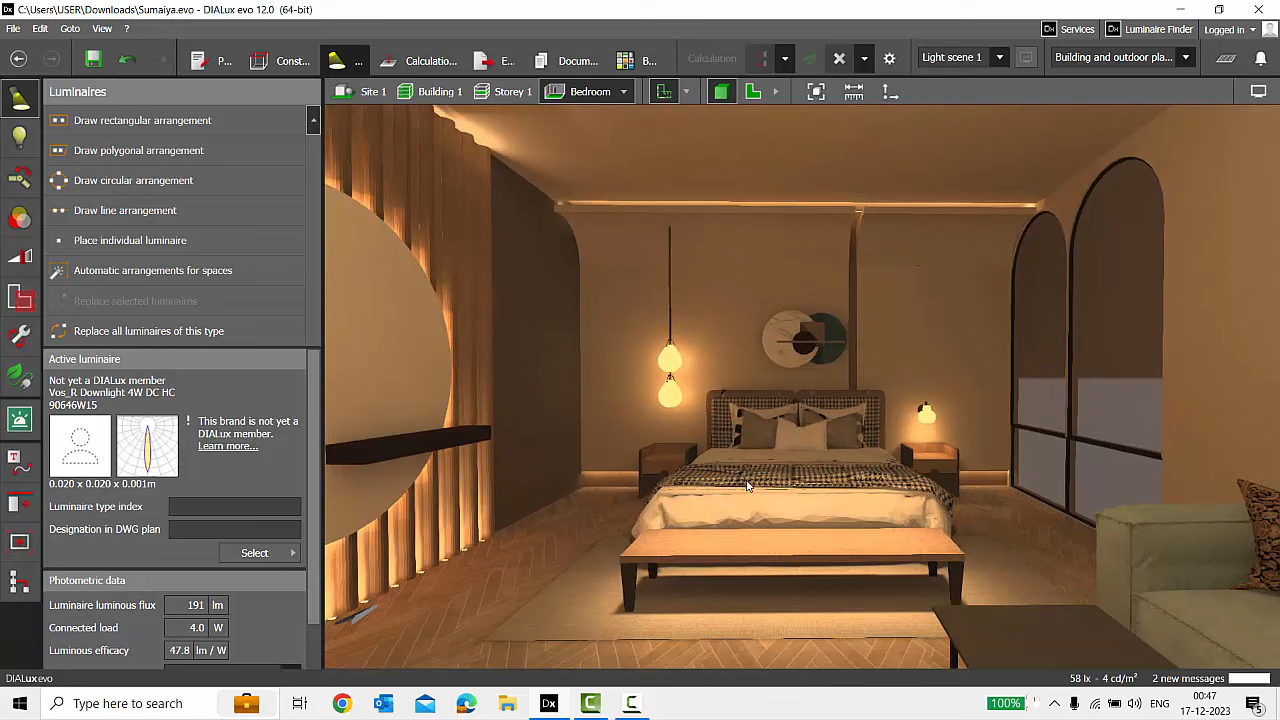 C:\Users\USER\Downloads\Sumaiya.evo - DIALux evo 12.0 (64-bit)
File Edit Goto View ?
Dx Services Dx Luminaire Finder Logged in
P... Const... ... Calculatio... E... Docum... B... Calculation Light scene 1 Building and outdoor pla...
Luminaires
Site 1 Building 1 Storey 1 Bedroom
Draw rectangular arrangement
Draw polygonal arrangement
Draw circular arrangement
Draw line arrangement
Place individual luminaire
Automatic arrangements for spaces
Replace selected luminaires
Replace all luminaires of this type
Active luminaire
Not yet a DIALux member
Vos_R Downlight 4W DC HC
90646W15
! This brand is not yet a
DIALux member.
Learn more...
0.020 x 0.020 x 0.001m
Luminaire type index
Designation in DWG plan
Select
Photometric data
Luminaire luminous flux 191 lm
Connected load 4.0 W
Luminous efficacy 47.8 lm / W
DIALux evo 58 lx - 4 cd/m² 2 new messages
Type here to search Dx 100% ENG 00:47
17-12-2023 5